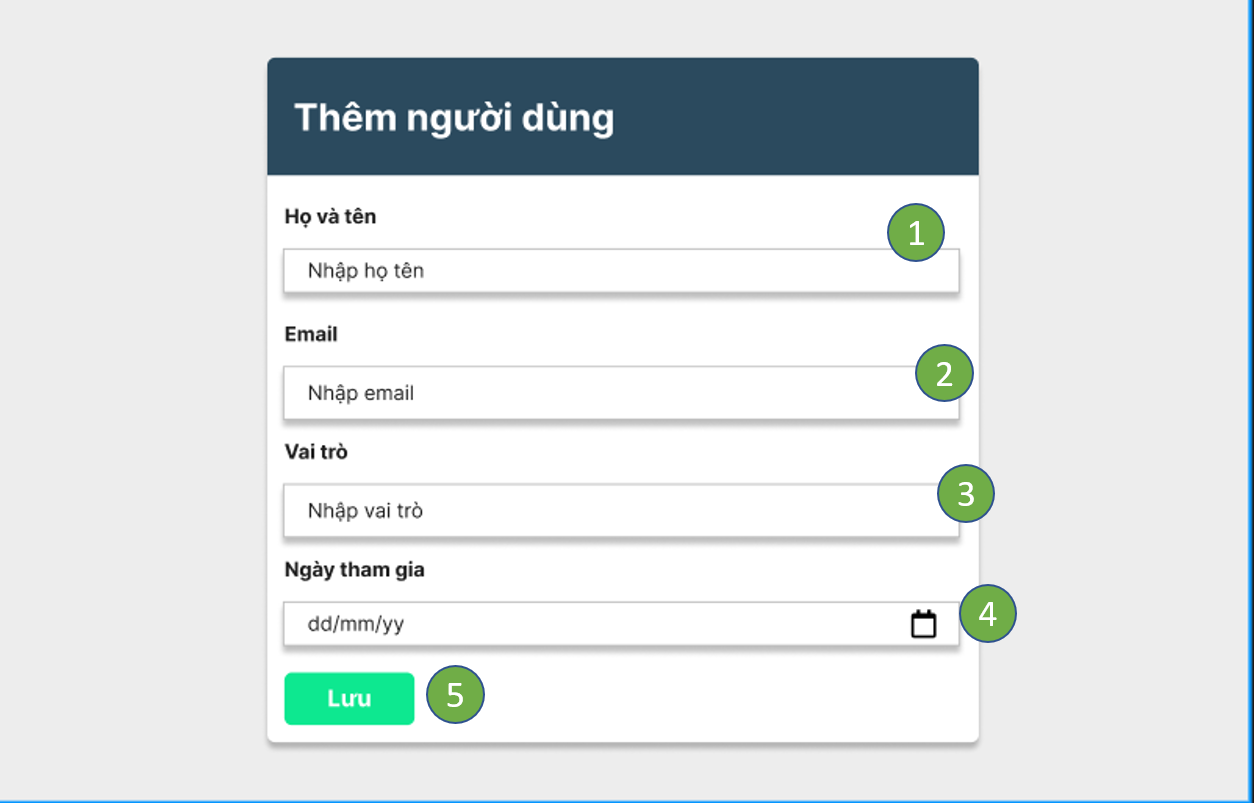 Thêm người dùng
Họ và tên
1
Nhập họ tên
Email
2
Nhập email
Vai trò
3
Nhập vai trò
Ngày tham gia
4
dd/mm/yy
Lưu
5